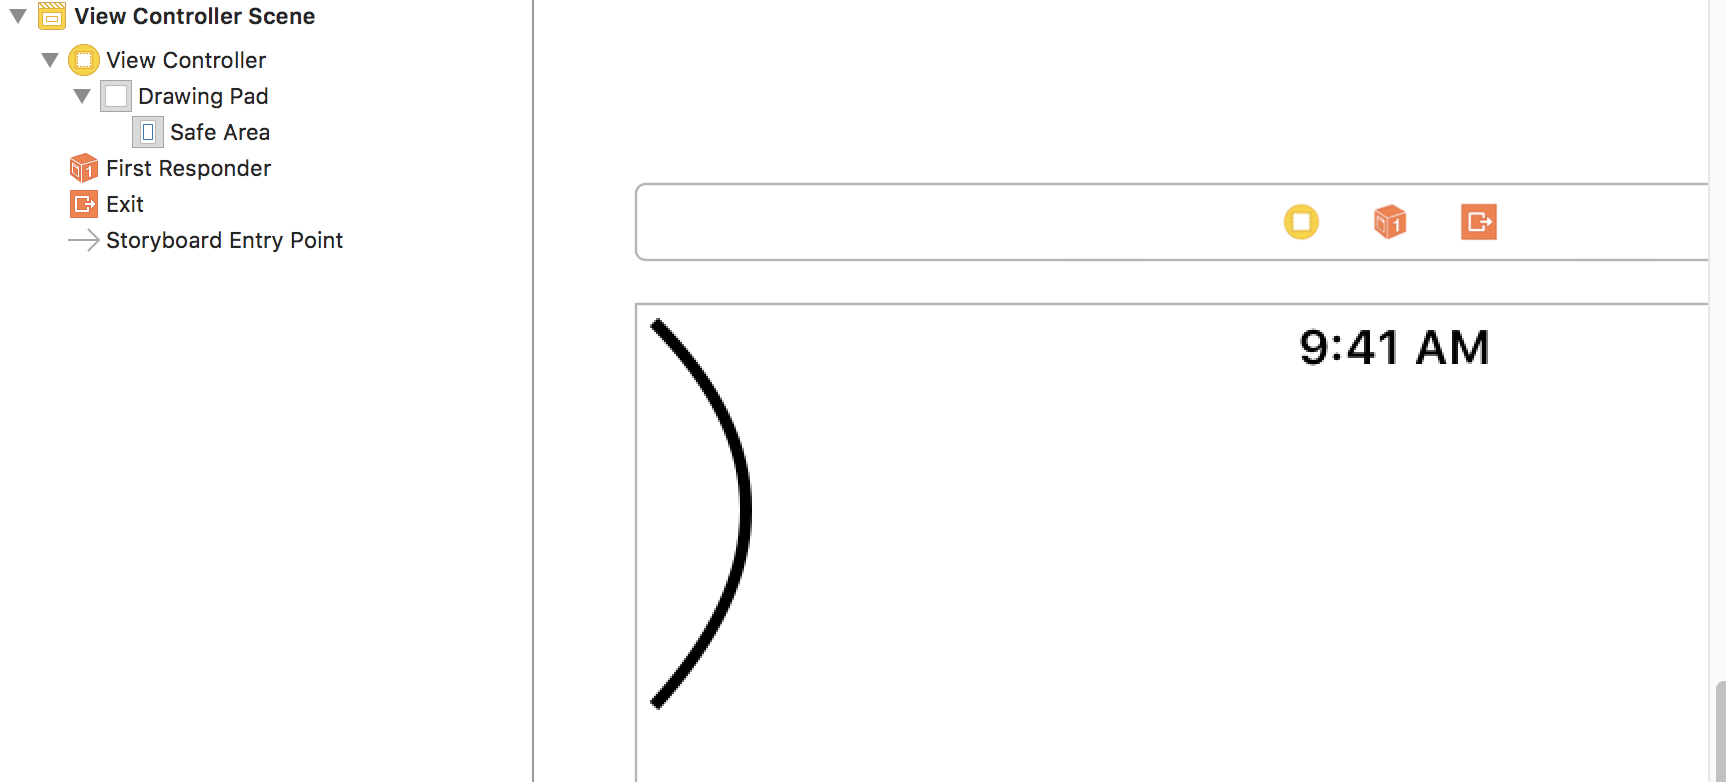 View Controller Scene
View Controller
Drawing Pad
Safe Area
First Responder
Exit
Storyboard Entry Point
9:41 AM